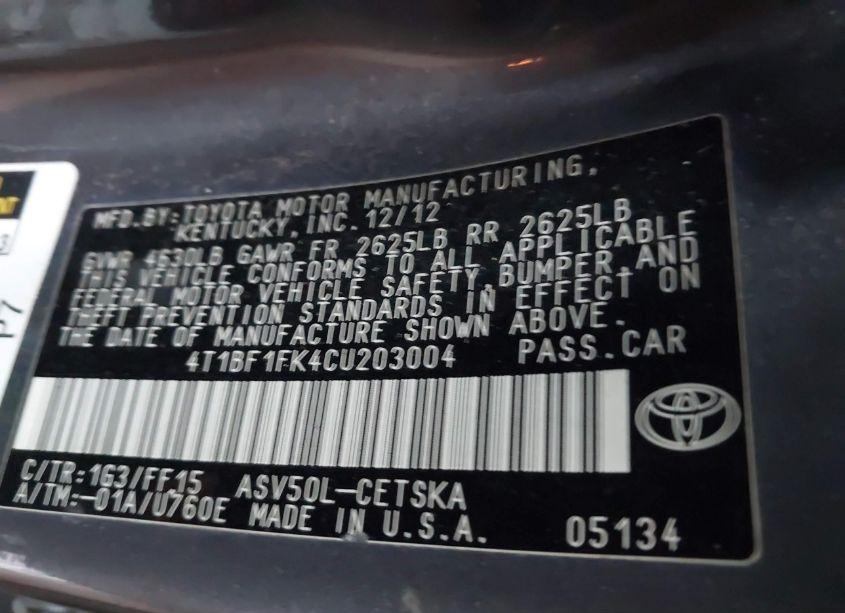 MFD.BY:TOYOTA MOTOR MANUFACTURING,
KENTUCKY,INC.12/12
GVWR 4630LB GAWR FR 2625LB RR 2625LB
THIS VEHICLE CONFORMS TO ALL APPLICABLE
FEDERAL MOTOR VEHICLE SAFETY,BUMPER,AND
THEFT PREVENTION STANDARDS IN EFFECT ON
THE DATE OF MANUFACTURE SHOWN ABOVE.
4T1BF1FK4CU203004 PASS.CAR
C/TR:1G3/FF15 ASV50L-CETSKA
A/TM:-01A/U760E MADE IN U.S.A. 05134